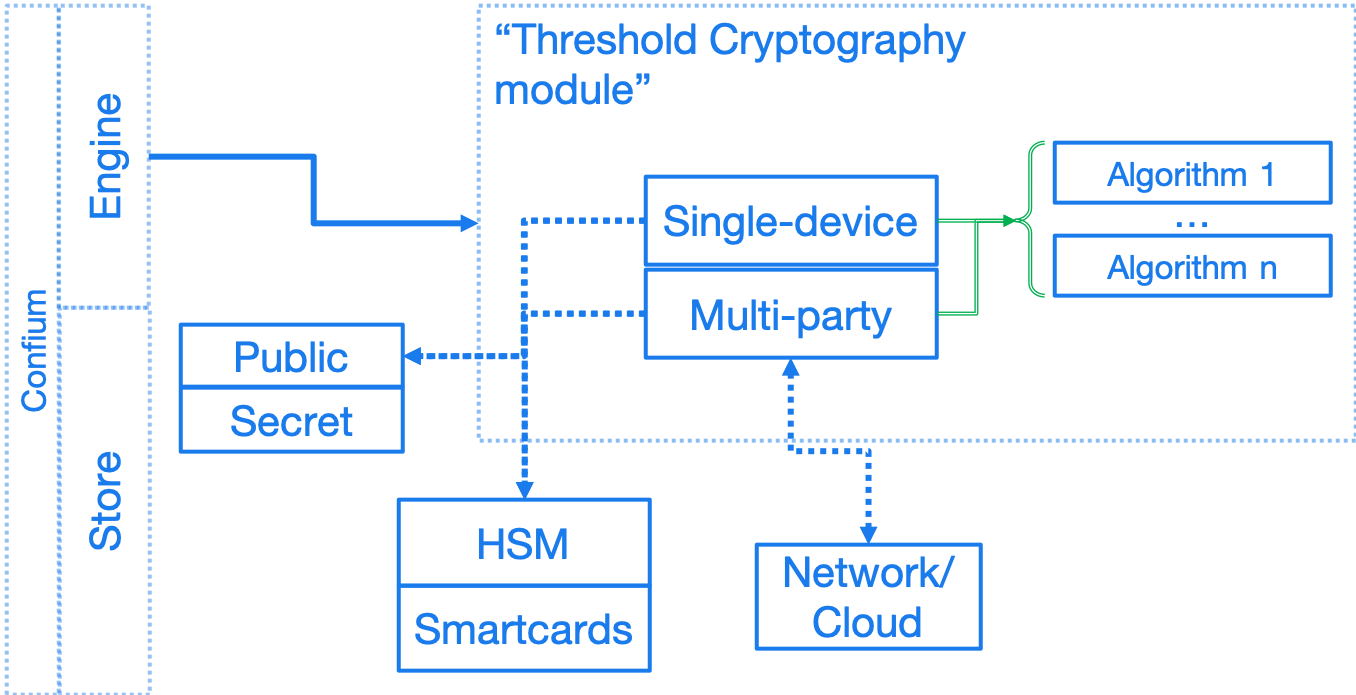 Confium
Engine
Store
“Threshold Cryptography
module”
Single-device
Multi-party
Algorithm 1
...
Algorithm n
Public
Secret
HSM
Smartcards
Network/
Cloud